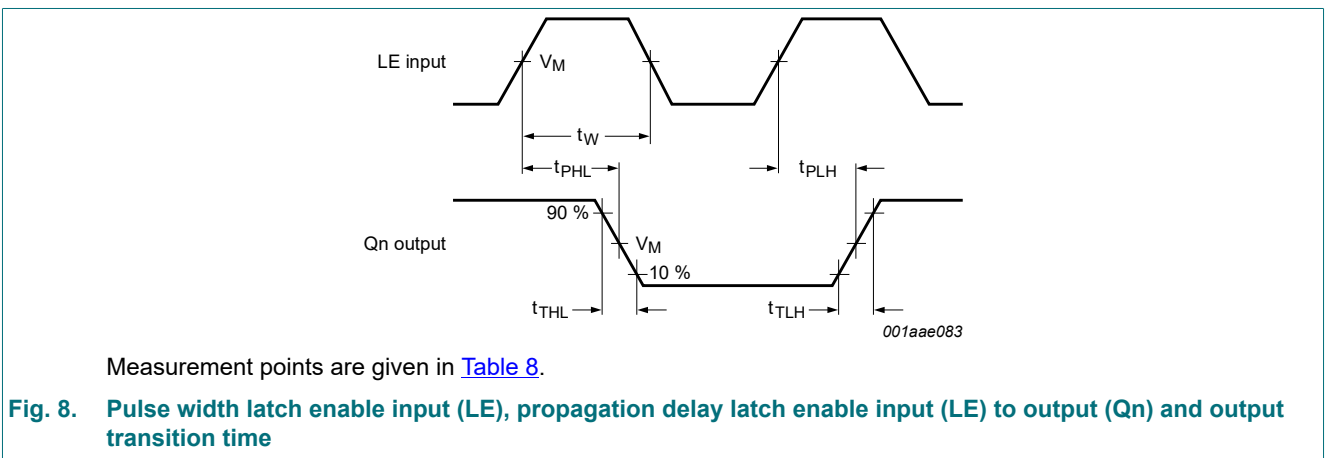 LE input
VM
tW
tPHL
tPLH
90 %
Qn output
VM
10 %
tTHL
tTLH
001aae083
Measurement points are given in Table 8.
Fig. 8. Pulse width latch enable input (LE), propagation delay latch enable input (LE) to output (Qn) and output
transition time